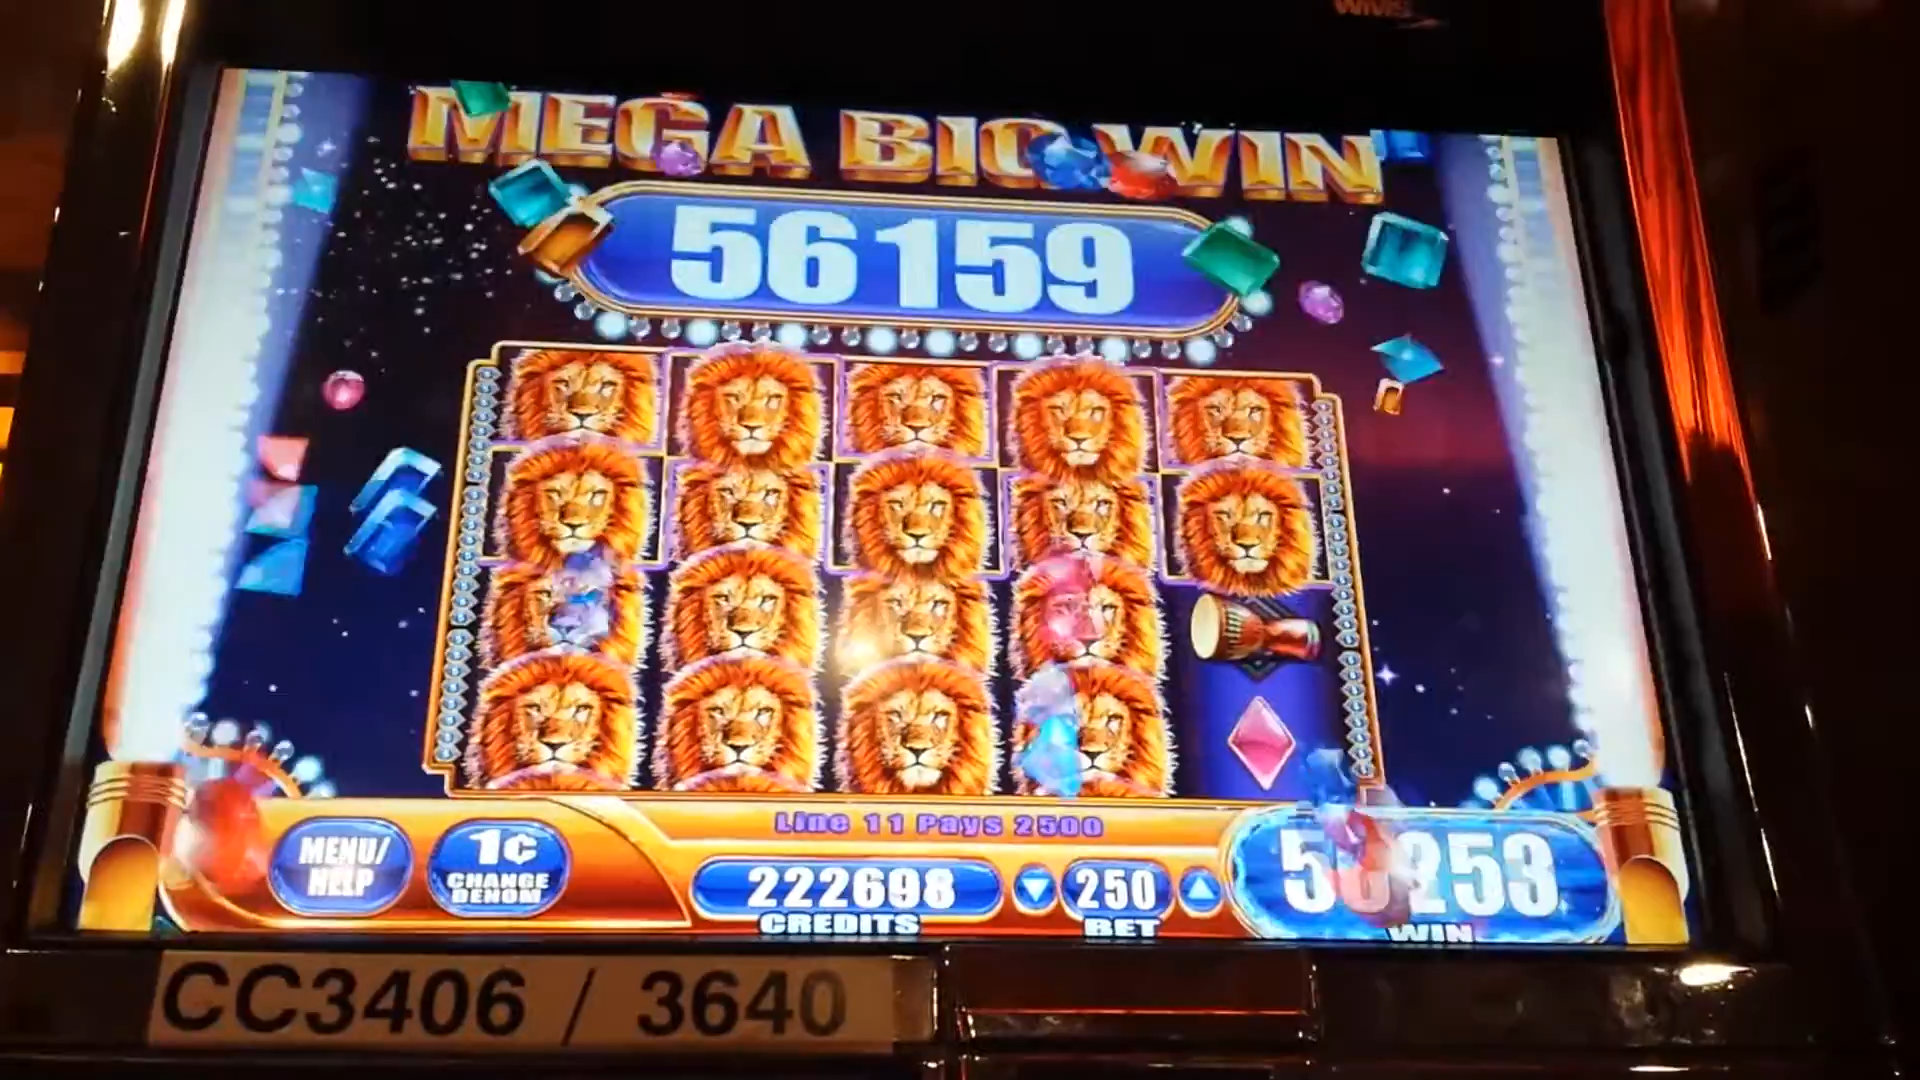 WMS
MEGA BIG WIN
56159
Line 11 Pays 2500
MENU/
HELP
1¢
CHANGE
DENOM
222698
CREDITS
250
BET
WIN
CC3406 / 3640